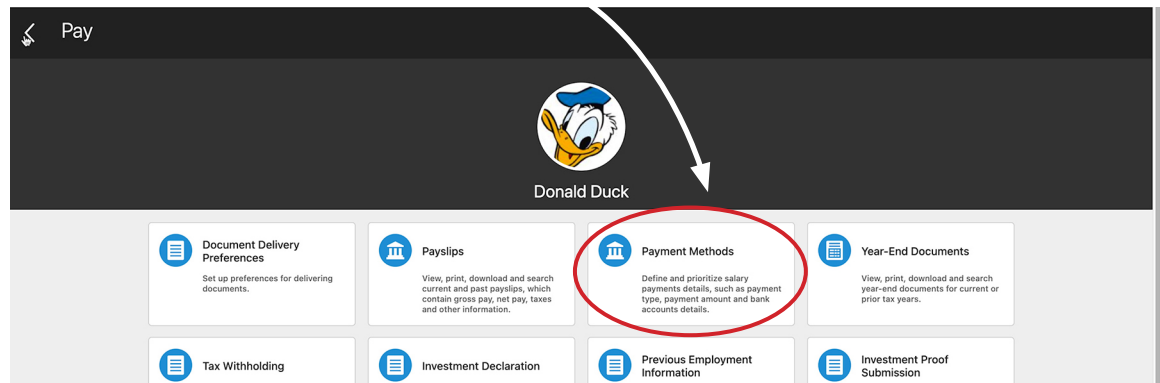 Pay
Donald Duck
Document Delivery
Preferences
Set up preferences for delivering
documents.
Payslips
View, print, download and search
current and past payslips, which
contain gross pay, net pay, taxes
and other information.
Payment Methods
Define and prioritize salary
payments details, such as payment
type, payment amount and bank
accounts details.
Year-End Documents
View, print, download and search
year-end documents for current or
prior tax years.
Tax Withholding
Investment Declaration
Previous Employment
Information
Investment Proof
Submission